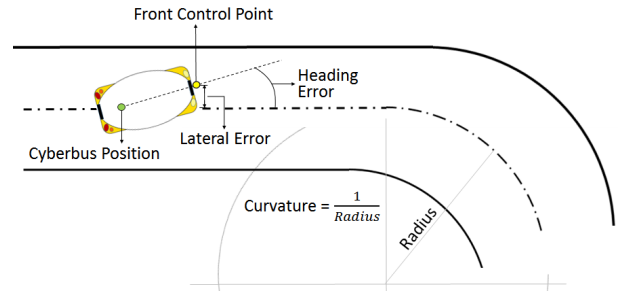 Front Control Point
Heading
Error
Lateral Error
Cyberbus Position
Curvature = 1
Radius
Radius